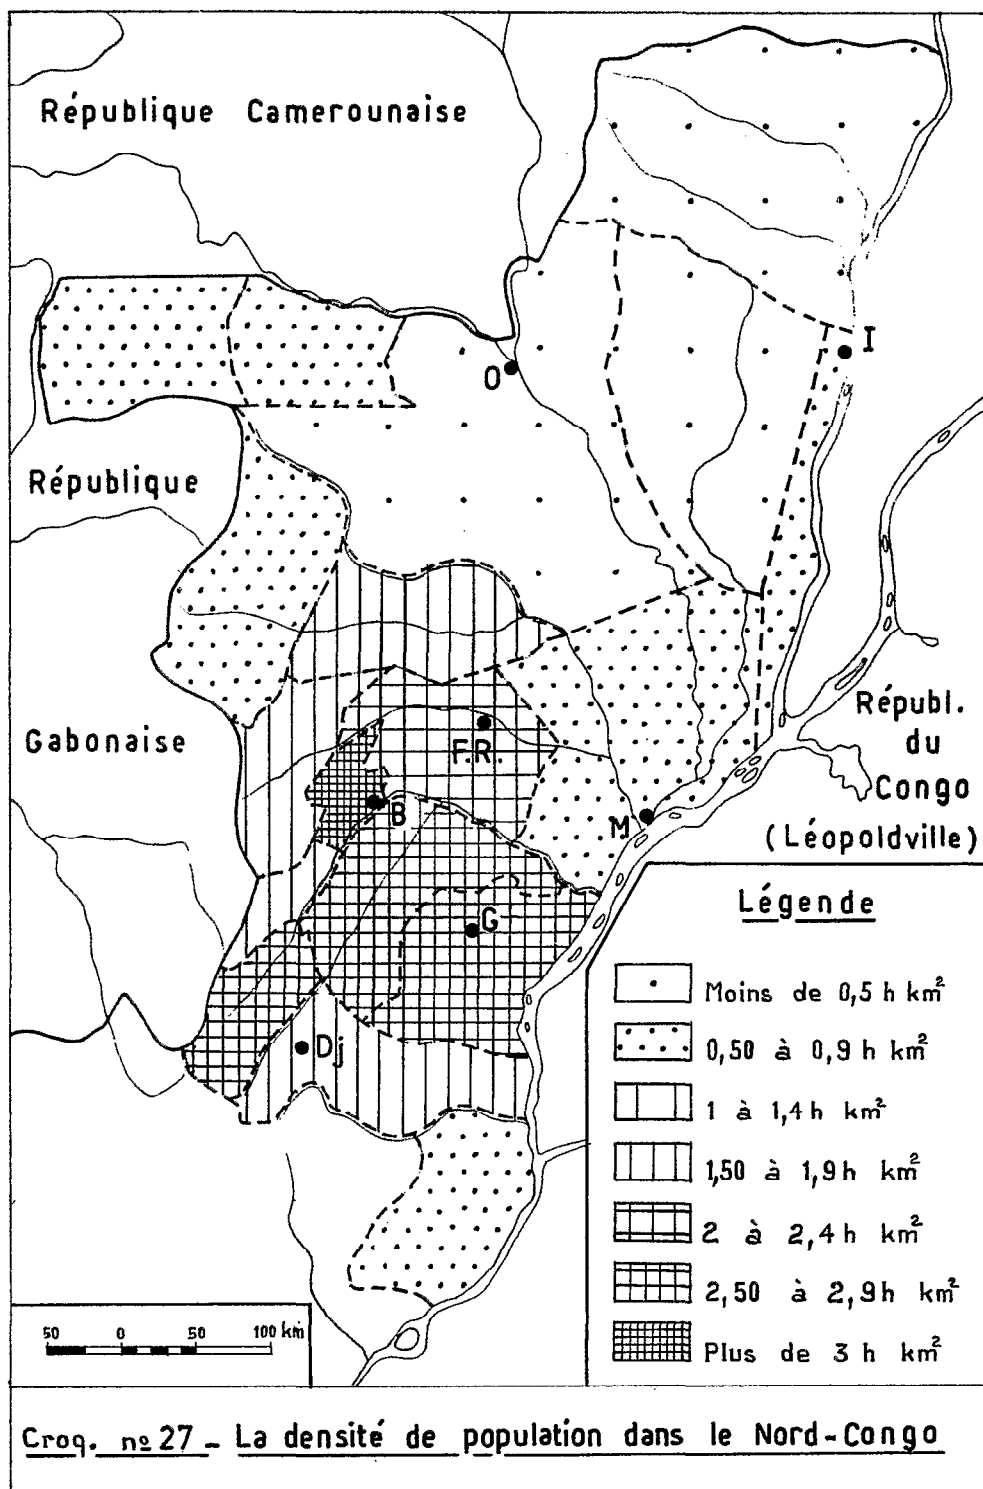 République Camerounaise
I
O
République
Gabonaise
F.R.
B
M
G
Dj
Républ.
du
Congo
(Léopoldville)
Légende
Moins de 0,5 h km²
0,50 à 0,9 h km²
1 à 1,4 h km²
1,50 à 1,9 h km²
2 à 2,4 h km²
2,50 à 2,9 h km²
Plus de 3 h km²
50 0 50 100 km
Croq. nº 27 - La densité de population dans le Nord-Congo